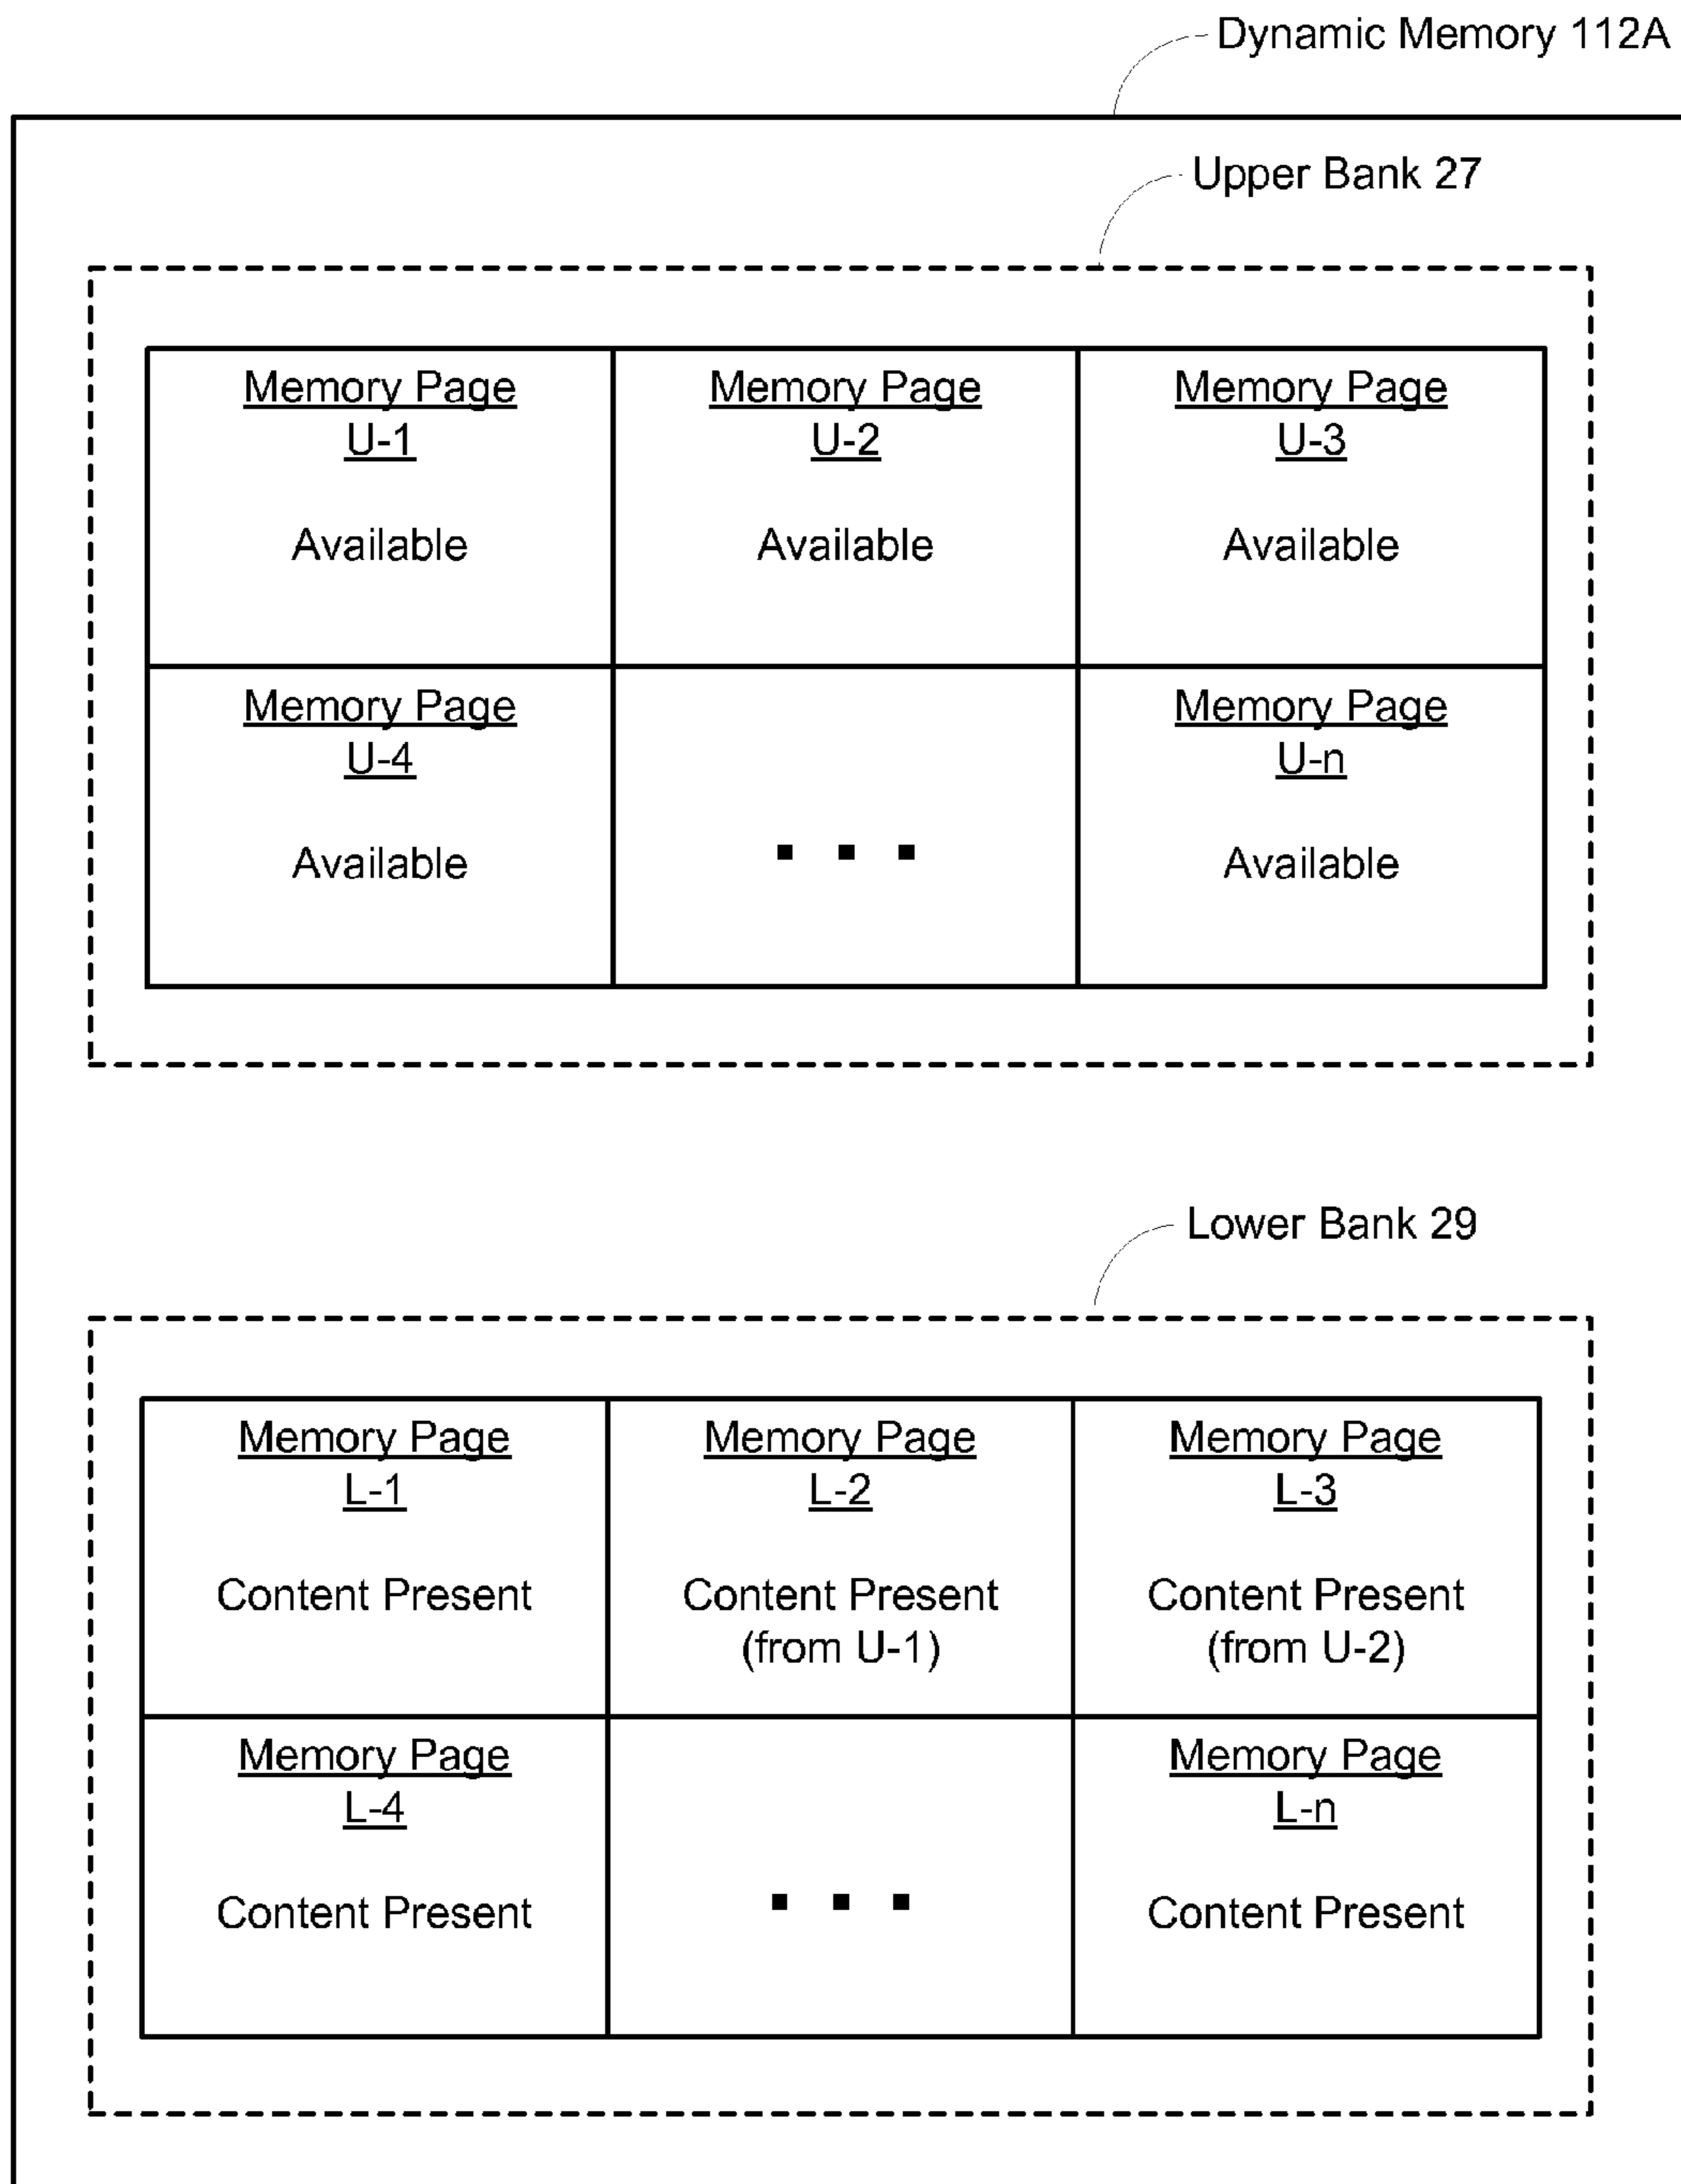 Dynamic Memory 112A
Upper Bank 27
Memory Page
U-1
Available
Memory Page
U-2
Available
Memory Page
U-3
Available
Memory Page
U-4
Available
. . .
Memory Page
U-n
Available
Lower Bank 29
Memory Page
L-1
Content Present
Memory Page
L-2
Content Present
(from U-1)
Memory Page
L-3
Content Present
(from U-2)
Memory Page
L-4
Content Present
. . .
Memory Page
L-n
Content Present